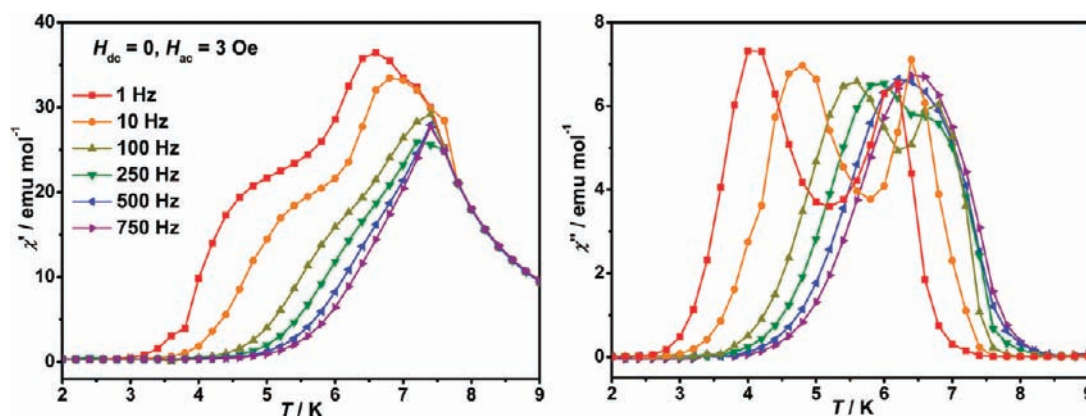 H_dc = 0, H_ac = 3 Oe
1 Hz
10 Hz
100 Hz
250 Hz
500 Hz
750 Hz
χ' / emu mol⁻¹
40
30
20
10
0
2 3 4 5 6 7 8 9
T / K
χ'' / emu mol⁻¹
8
6
4
2
0
2 3 4 5 6 7 8 9
T / K